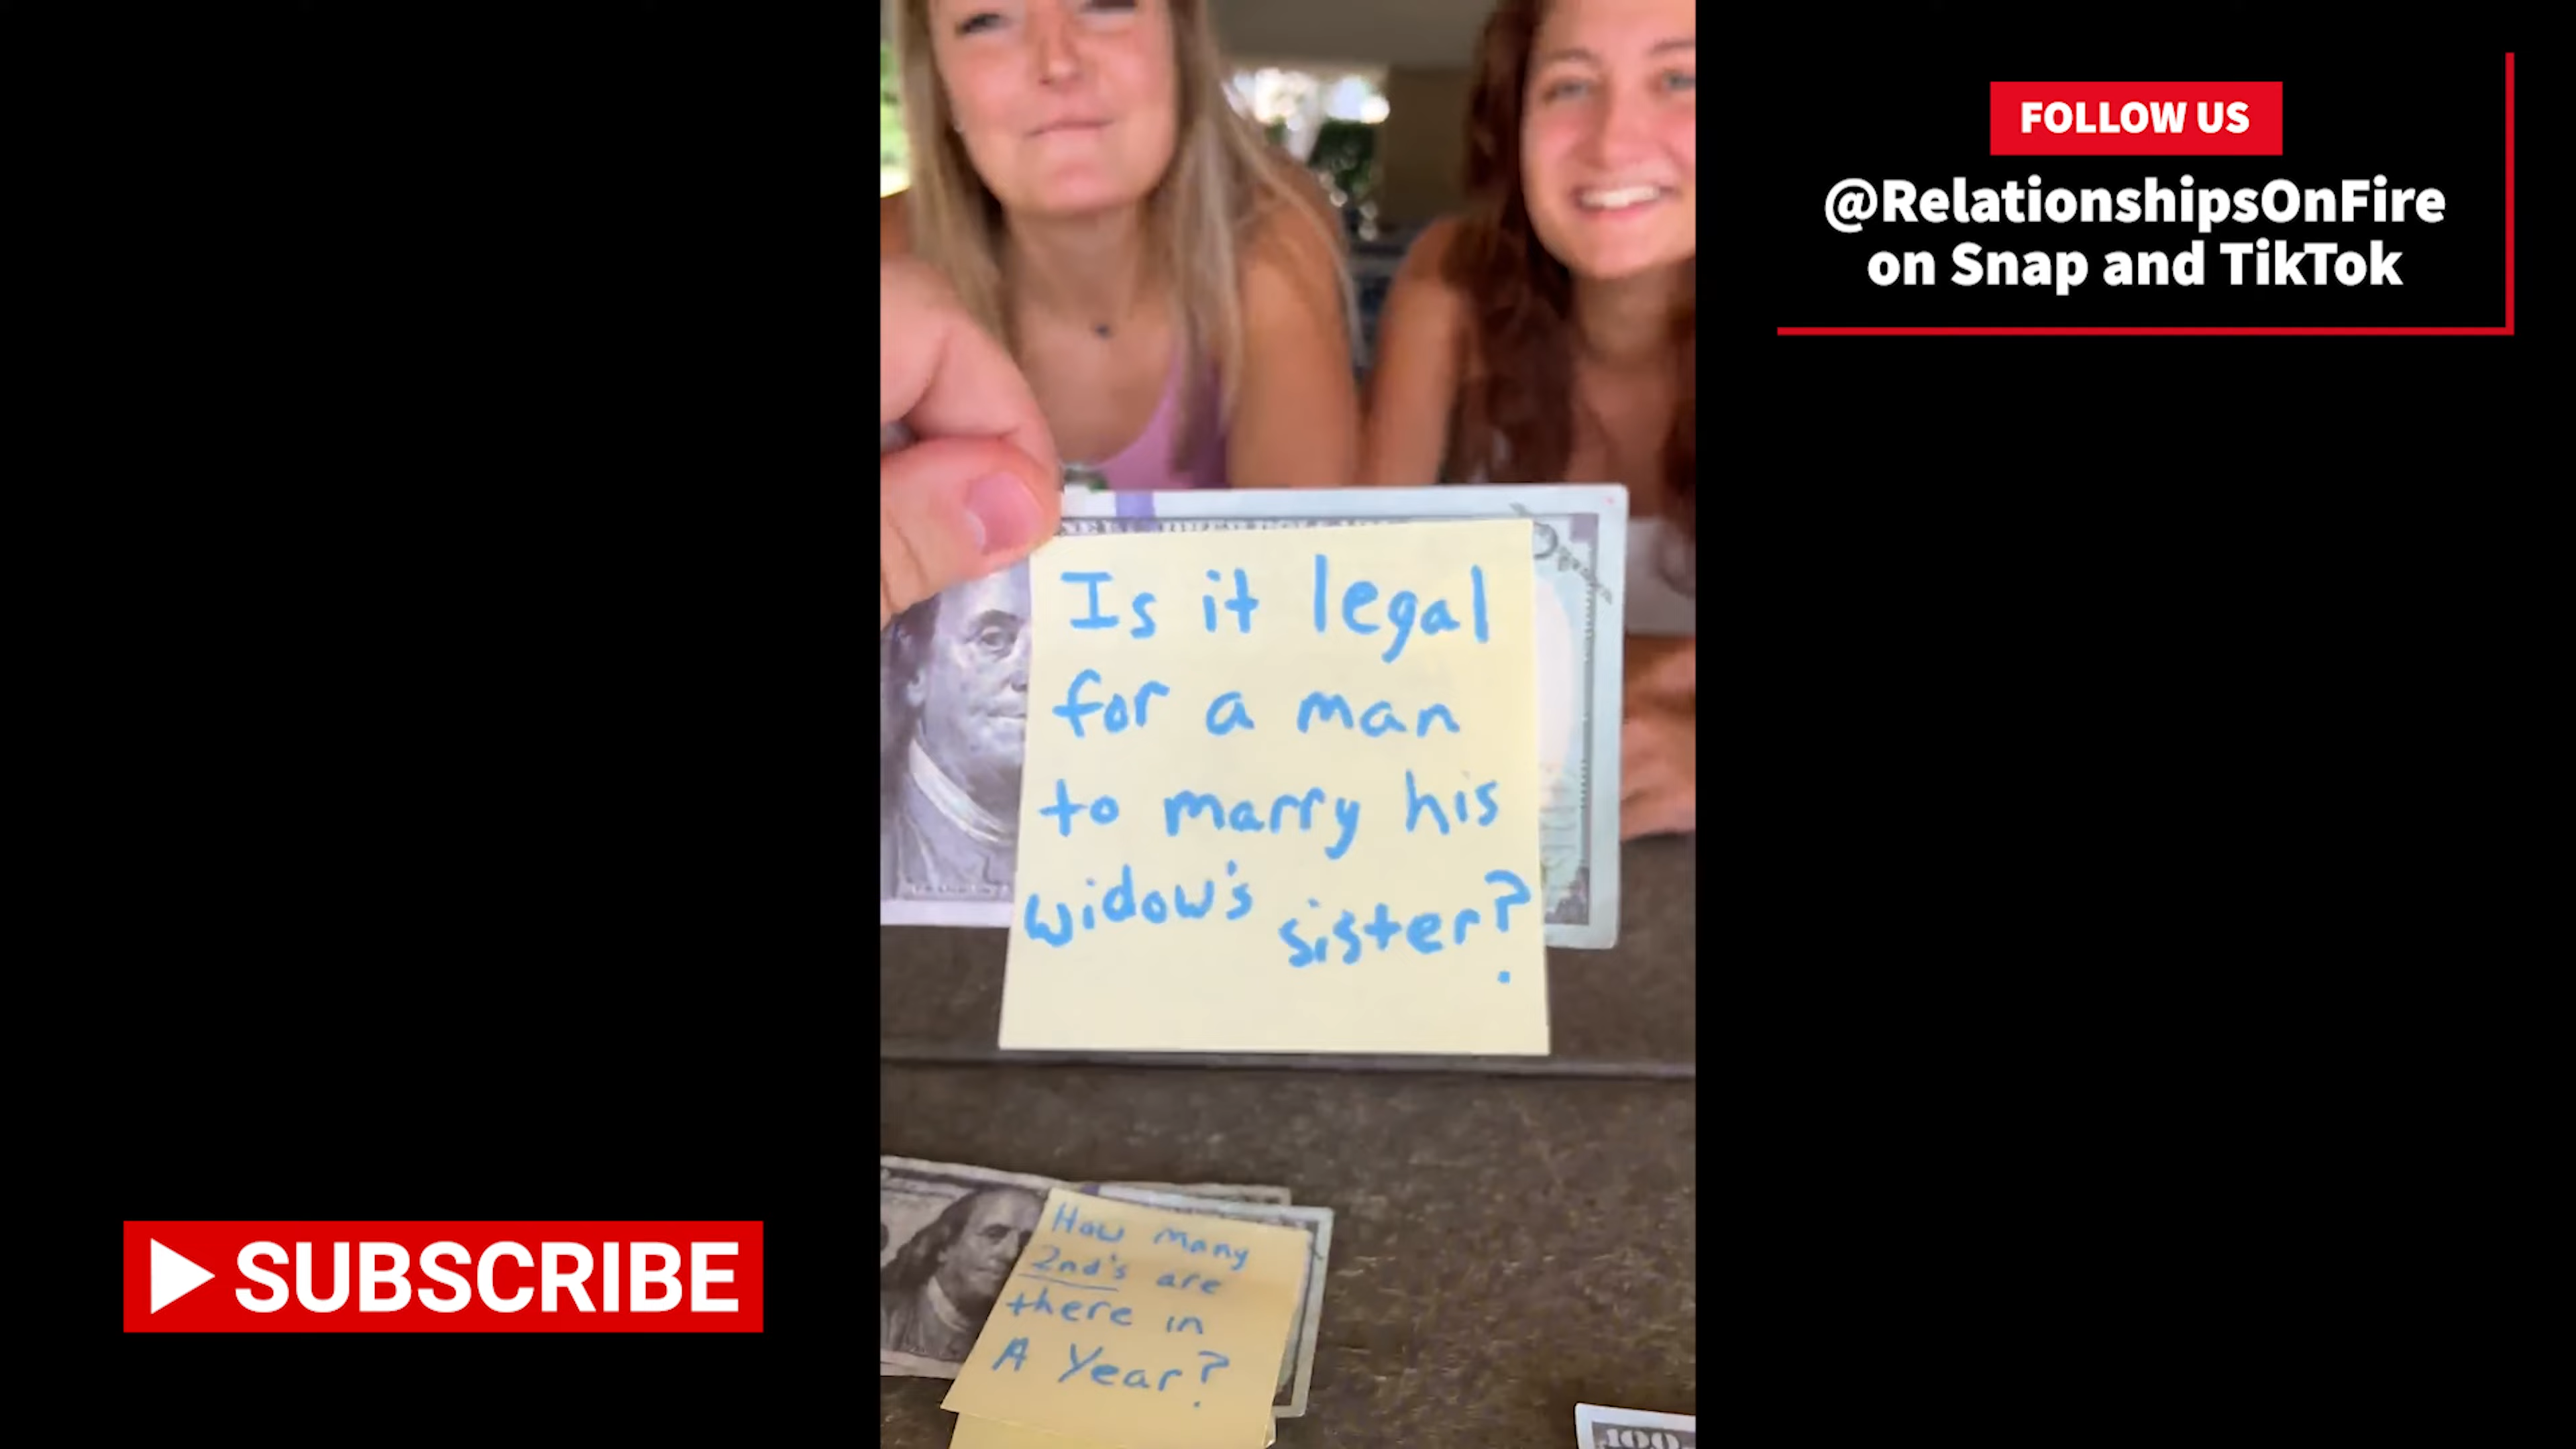 FOLLOW US
@RelationshipsOnFire
on Snap and TikTok
Is it legal
for a man
to marry his
widow's sister?
SUBSCRIBE
How many
2nd's are
there in
A Year?
100